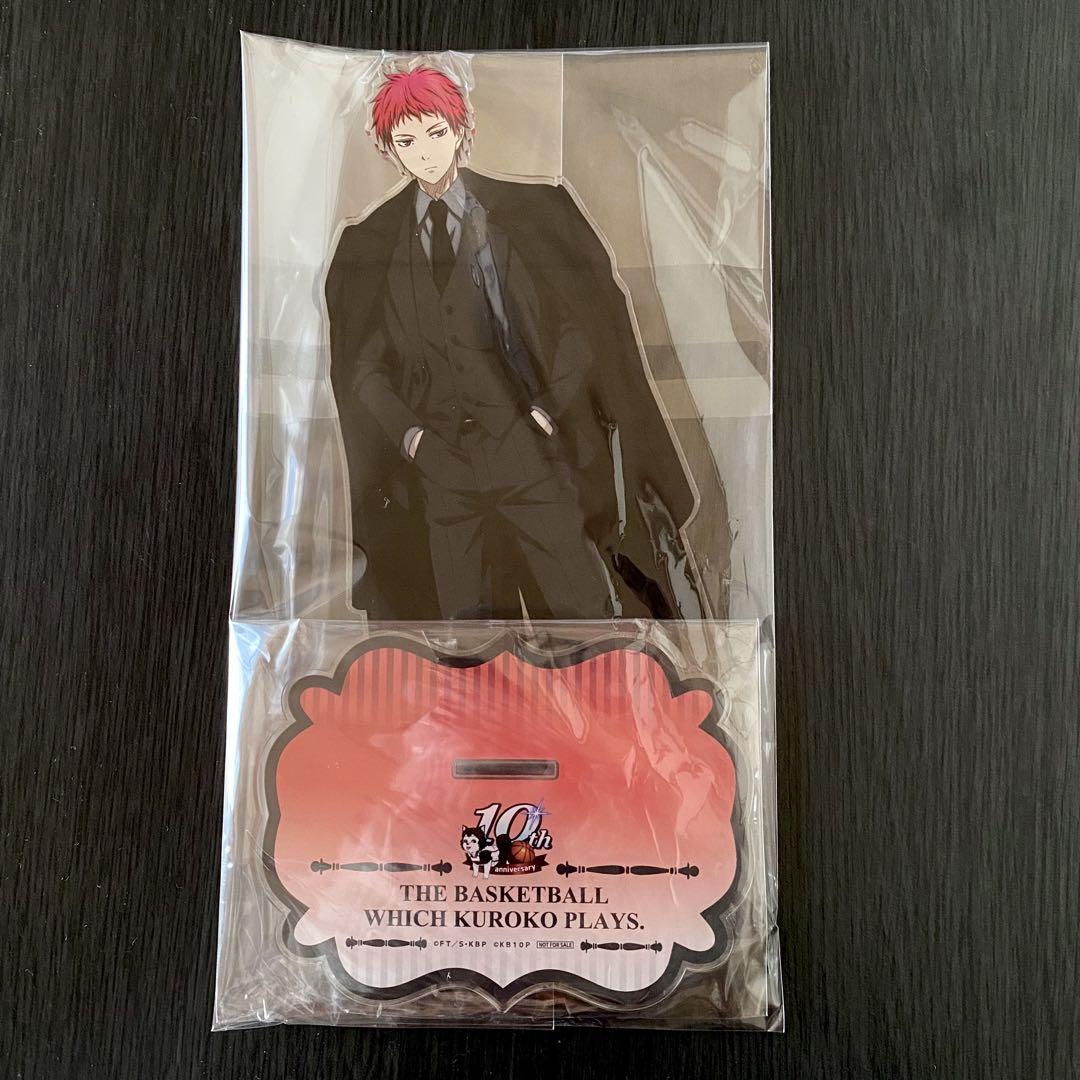 10th
anniversary
THE BASKETBALL
WHICH KUROKO PLAYS.
©FT/S・KBP ©KB10P NOT FOR SALE